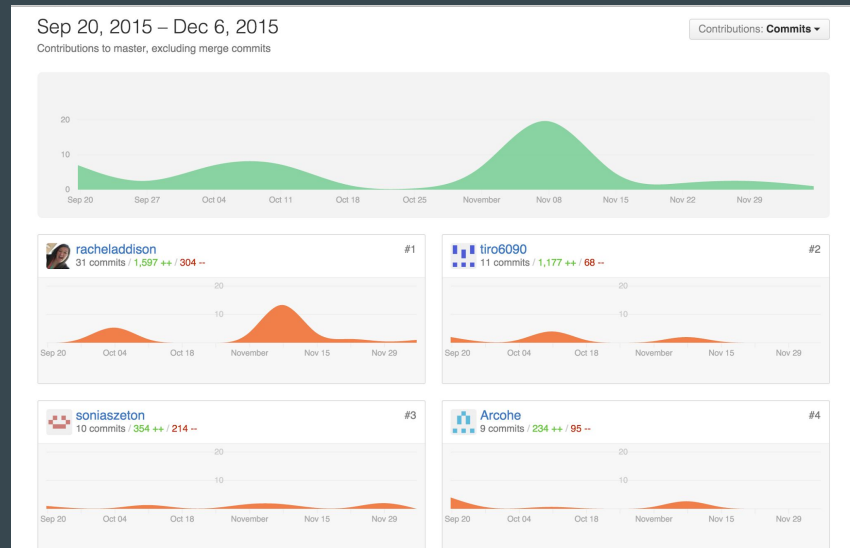 Sep 20, 2015 – Dec 6, 2015
Contributions: Commits
Contributions to master, excluding merge commits
20
10
0
Sep 20 Sep 27 Oct 04 Oct 11 Oct 18 Oct 25 November Nov 08 Nov 15 Nov 22 Nov 29
racheladdison #1
31 commits / 1,597 ++ / 304 --
20
10
Sep 20 Oct 04 Oct 18 November Nov 15 Nov 29
tiro6090 #2
11 commits / 1,177 ++ / 68 --
20
10
Sep 20 Oct 04 Oct 18 November Nov 15 Nov 29
soniaszeton #3
10 commits / 354 ++ / 214 --
20
10
Sep 20 Oct 04 Oct 18 November Nov 15 Nov 29
Arcohe #4
9 commits / 234 ++ / 95 --
20
10
Sep 20 Oct 04 Oct 18 November Nov 15 Nov 29